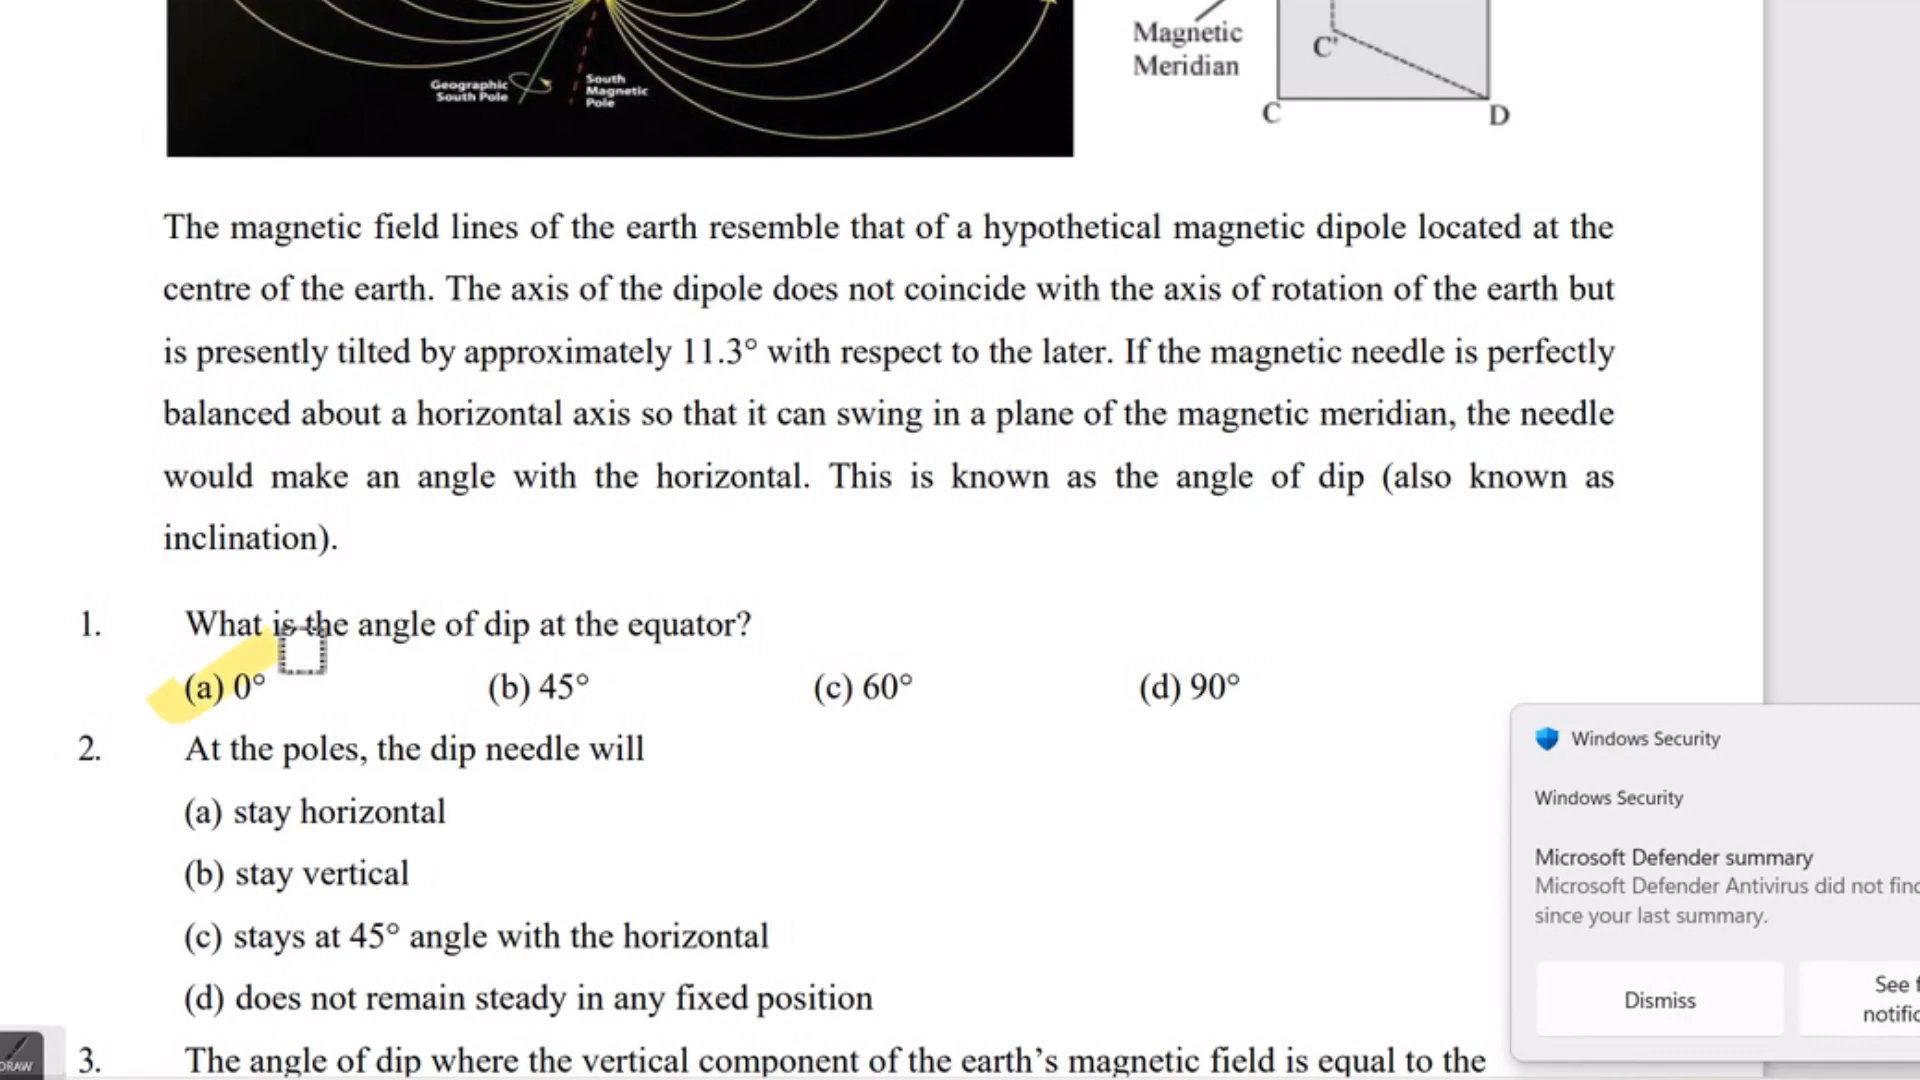 Geographic
South Pole
South
Magnetic
Pole
Magnetic
Meridian
C'
C
D
The magnetic field lines of the earth resemble that of a hypothetical magnetic dipole located at the
centre of the earth. The axis of the dipole does not coincide with the axis of rotation of the earth but
is presently tilted by approximately 11.3° with respect to the later. If the magnetic needle is perfectly
balanced about a horizontal axis so that it can swing in a plane of the magnetic meridian, the needle
would make an angle with the horizontal. This is known as the angle of dip (also known as
inclination).
1. What is the angle of dip at the equator?
(a) 0° (b) 45° (c) 60° (d) 90°
2. At the poles, the dip needle will
(a) stay horizontal
(b) stay vertical
(c) stays at 45° angle with the horizontal
(d) does not remain steady in any fixed position
3. The angle of dip where the vertical component of the earth's magnetic field is equal to the
Windows Security
Windows Security
Microsoft Defender summary
Microsoft Defender Antivirus did not
since your last summary.
Dismiss
See
DRAW